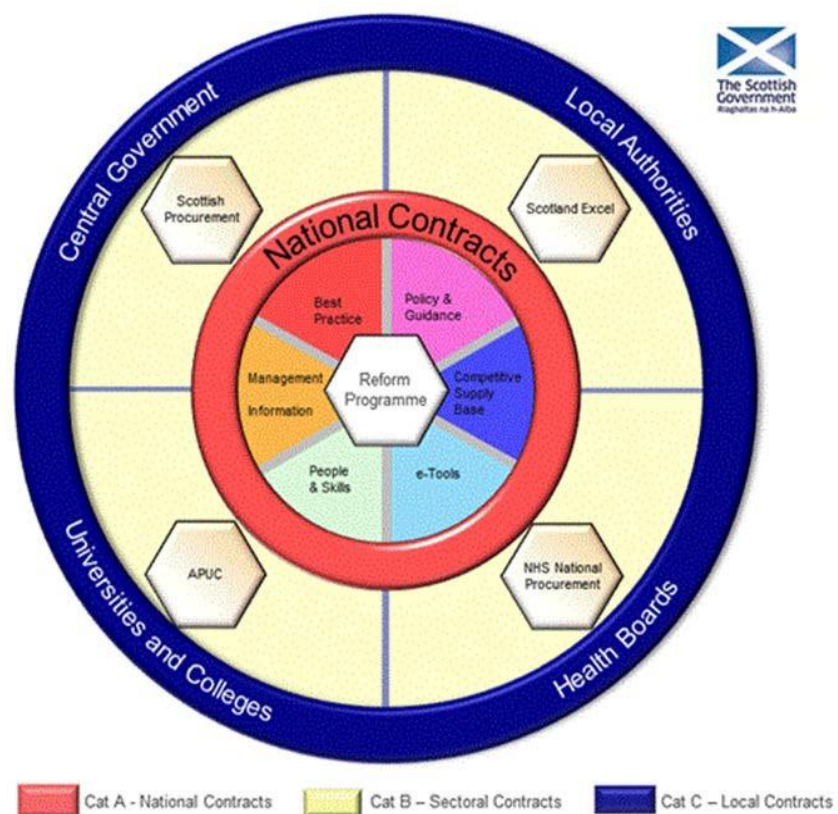 The Scottish
Government
Riaghaltas na h-Alba
Central Government
Local Authorities
Scottish
Procurement
Scotland Excel
National Contracts
Best
Practice
Policy &
Guidance
Management
Information
Reform
Programme
Competitive
Supply
Base
People
& Skills
e-Tools
APUC
NHS National
Procurement
Universities and Colleges
Health Boards
Cat A - National Contracts
Cat B – Sectoral Contracts
Cat C – Local Contracts